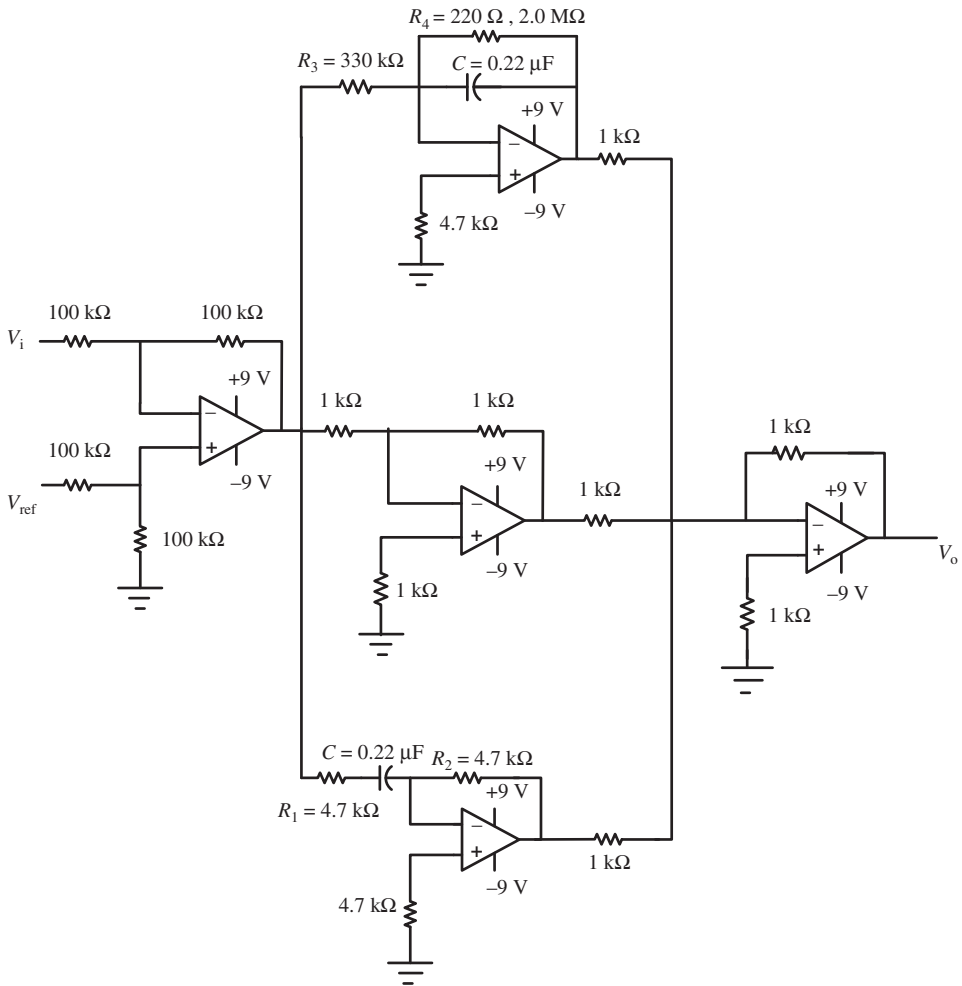 R4 = 220 Ω , 2.0 MΩ
R3 = 330 kΩ
C = 0.22 μF
+9 V
1 kΩ
−
+
–9 V
4.7 kΩ
100 kΩ
100 kΩ
Vi
+9 V
−
+
1 kΩ
1 kΩ
1 kΩ
100 kΩ
–9 V
+9 V
+9 V
Vref
1 kΩ
−
+
−
+
100 kΩ
–9 V
Vo
1 kΩ
–9 V
1 kΩ
C = 0.22 μF
R2 = 4.7 kΩ
+9 V
R1 = 4.7 kΩ
−
+
1 kΩ
–9 V
4.7 kΩ